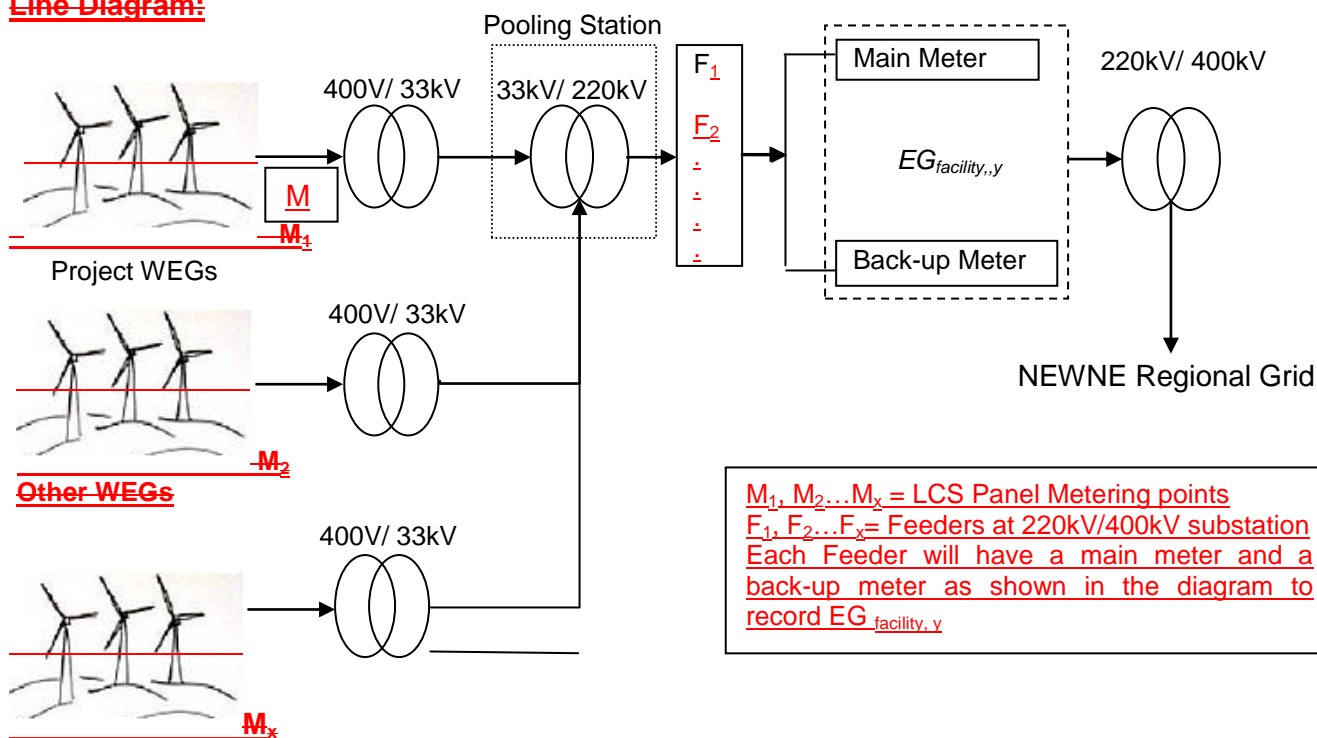 Line Diagram:
Pooling Station
400V/ 33kV
33kV/ 220kV
F1
F2
.
.
.
.
Main Meter
EGfacility,,y
Back-up Meter
220kV/ 400kV
M
M1
Project WEGs
400V/ 33kV
NEWNE Regional Grid
M2
Other WEGs
400V/ 33kV
Mx
M1, M2…Mx = LCS Panel Metering points
F1, F2…Fx= Feeders at 220kV/400kV substation
Each Feeder will have a main meter and a
back-up meter as shown in the diagram to
record EG facility, y